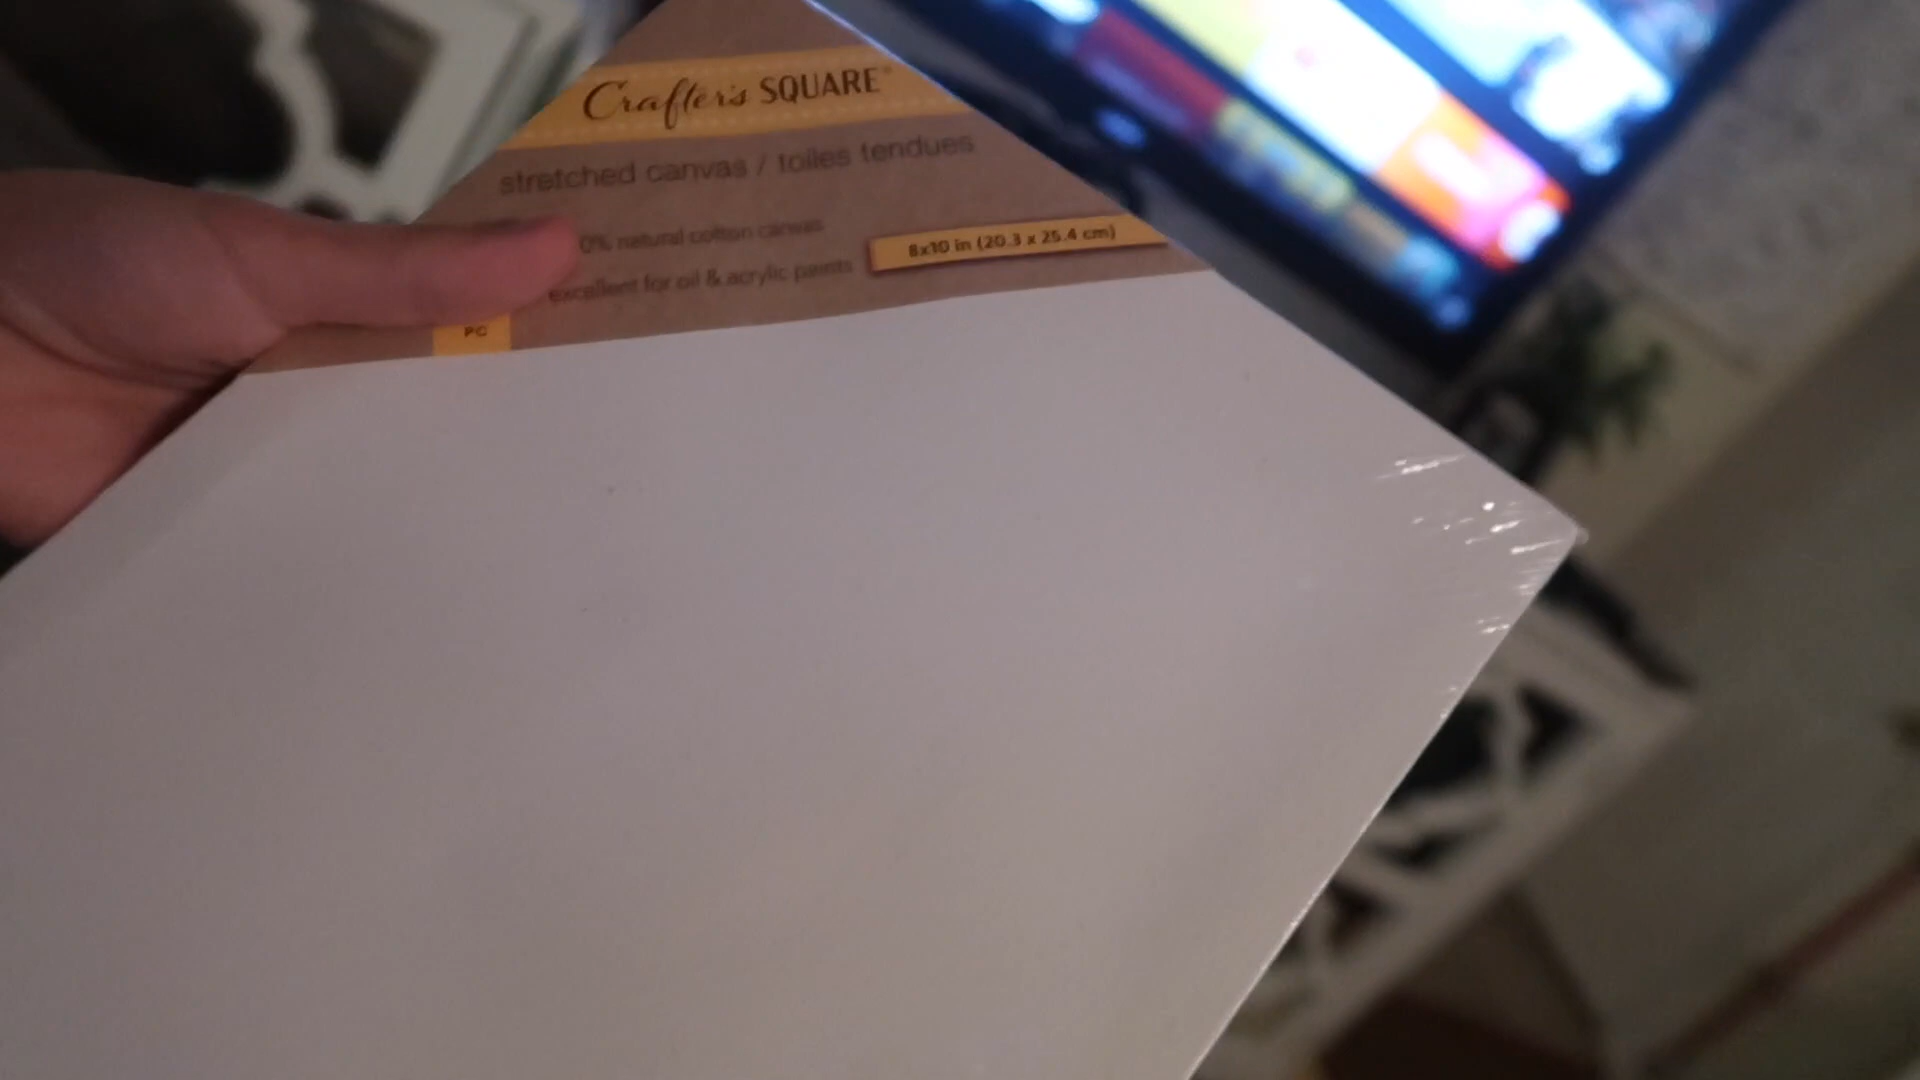 Crafter's SQUARE
stretched canvas / toiles tendues
0% natural cotton canvas
excellent for oil & acrylic paints
8x10 in (20.3 x 25.4 cm)
PC